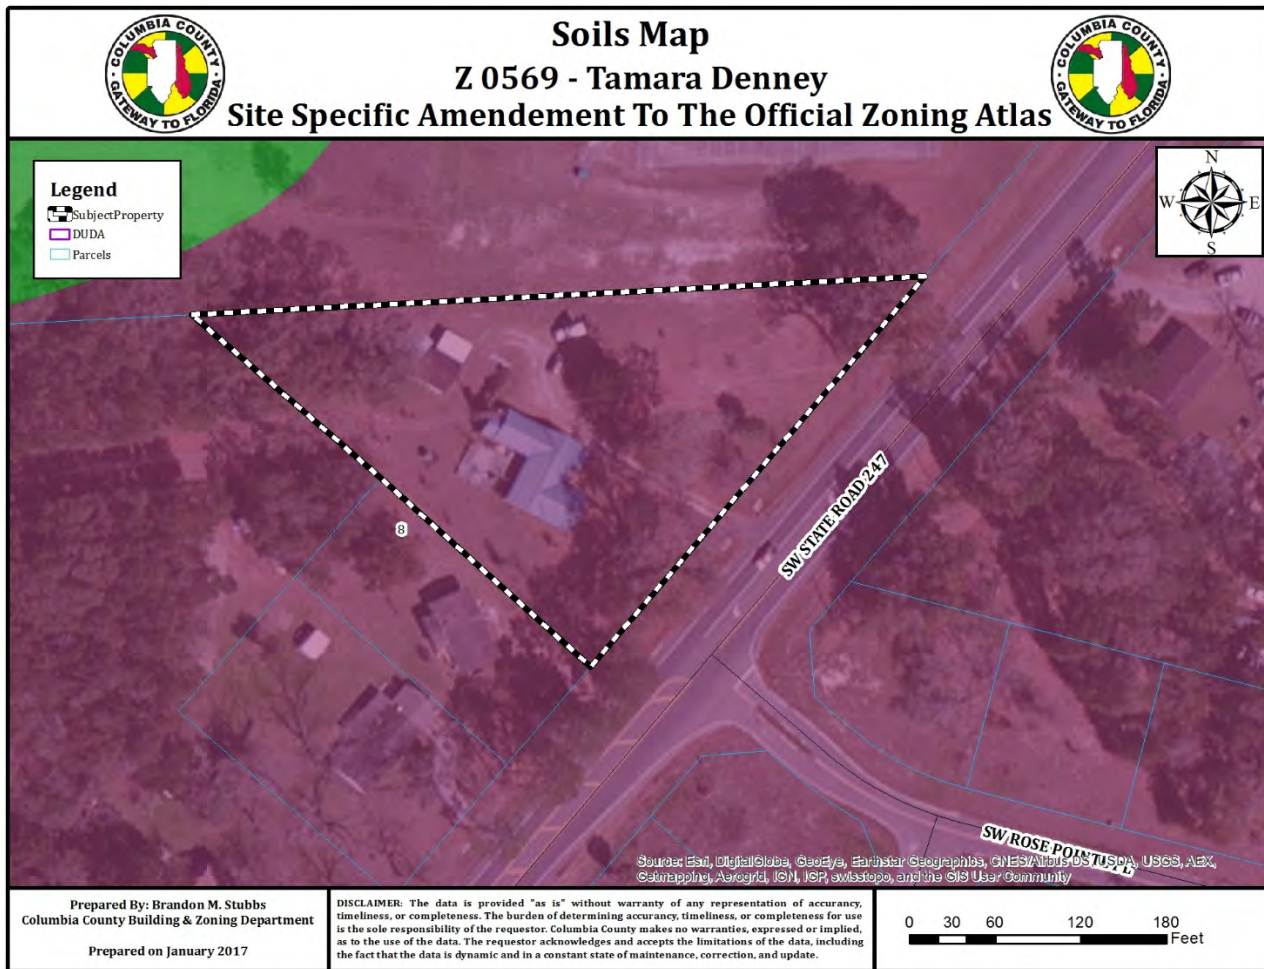 Soils Map
Z 0569 - Tamara Denney
Site Specific Amendement To The Official Zoning Atlas
COLUMBIA COUNTY
GATEWAY TO FLORIDA
COLUMBIA COUNTY
GATEWAY TO FLORIDA
Legend
SubjectProperty
DUDA
Parcels
N
W E
S
8
SW STATE ROAD 247
SW ROSE POINTE PL
Source: Esri, DigitalGlobe, GeoEye, Earthstar Geographics, CNES/Airbus DS, USDA, USGS, AEX,
Getmapping, Aerogrid, IGN, IGP, swisstopo, and the GIS User Community
Prepared By: Brandon M. Stubbs
Columbia County Building & Zoning Department
Prepared on January 2017
DISCLAIMER: The data is provided "as is" without warranty of any representation of accuracy,
timeliness, or completeness. The burden of determining accuracy, timeliness, or completeness for use
is the sole responsibility of the requestor. Columbia County makes no warranties, expressed or implied,
as to the use of the data. The requestor acknowledges and accepts the limitations of the data, including
the fact that the data is dynamic and in a constant state of maintenance, correction, and update.
0 30 60 120 180
Feet